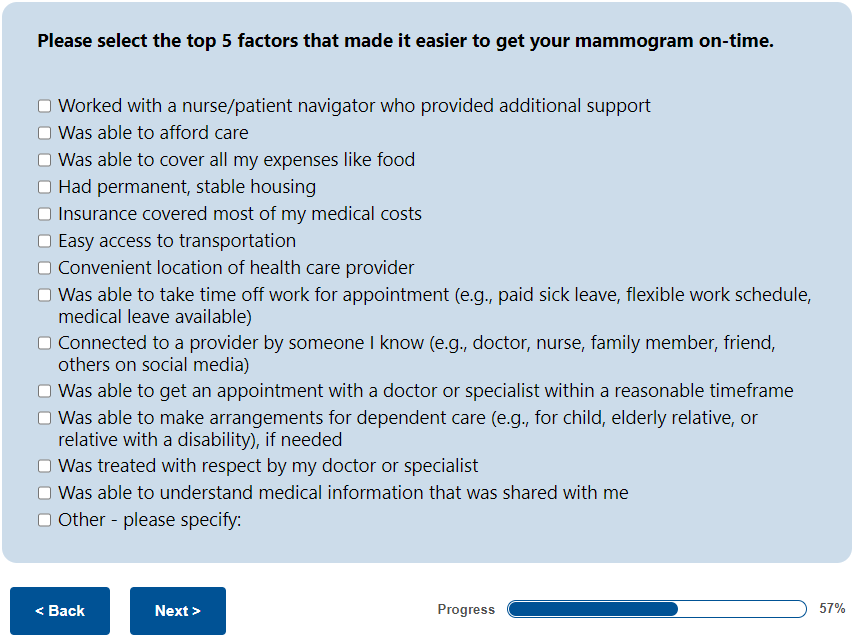 Please select the top 5 factors that made it easier to get your mammogram on-time.
Worked with a nurse/patient navigator who provided additional support
Was able to afford care
Was able to cover all my expenses like food
Had permanent, stable housing
Insurance covered most of my medical costs
Easy access to transportation
Convenient location of health care provider
Was able to take time off work for appointment (e.g., paid sick leave, flexible work schedule,
medical leave available)
Connected to a provider by someone I know (e.g., doctor, nurse, family member, friend,
others on social media)
Was able to get an appointment with a doctor or specialist within a reasonable timeframe
Was able to make arrangements for dependent care (e.g., for child, elderly relative, or
relative with a disability), if needed
Was treated with respect by my doctor or specialist
Was able to understand medical information that was shared with me
Other - please specify:
< Back Next > Progress 57%